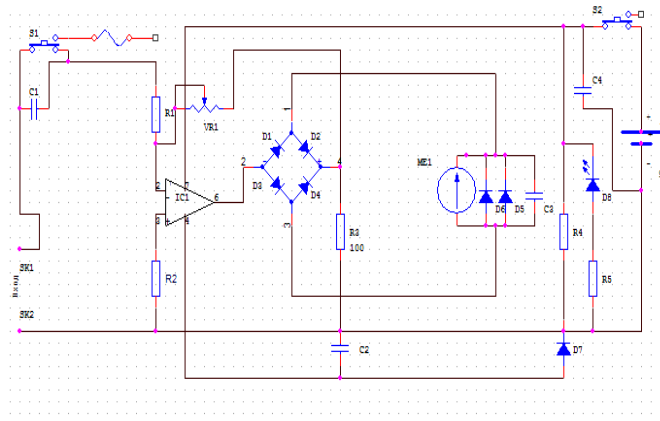 S1
S2
C1
R1
VR1
C4
1
D1
D2
2
4
ME1
+
2
7
-
IC1
6
3
+
4
-
+
D3
D4
D6
D5
C3
D8
-
3
R3
100
R4
SK1
Вход
R2
R5
SK2
C2
D7